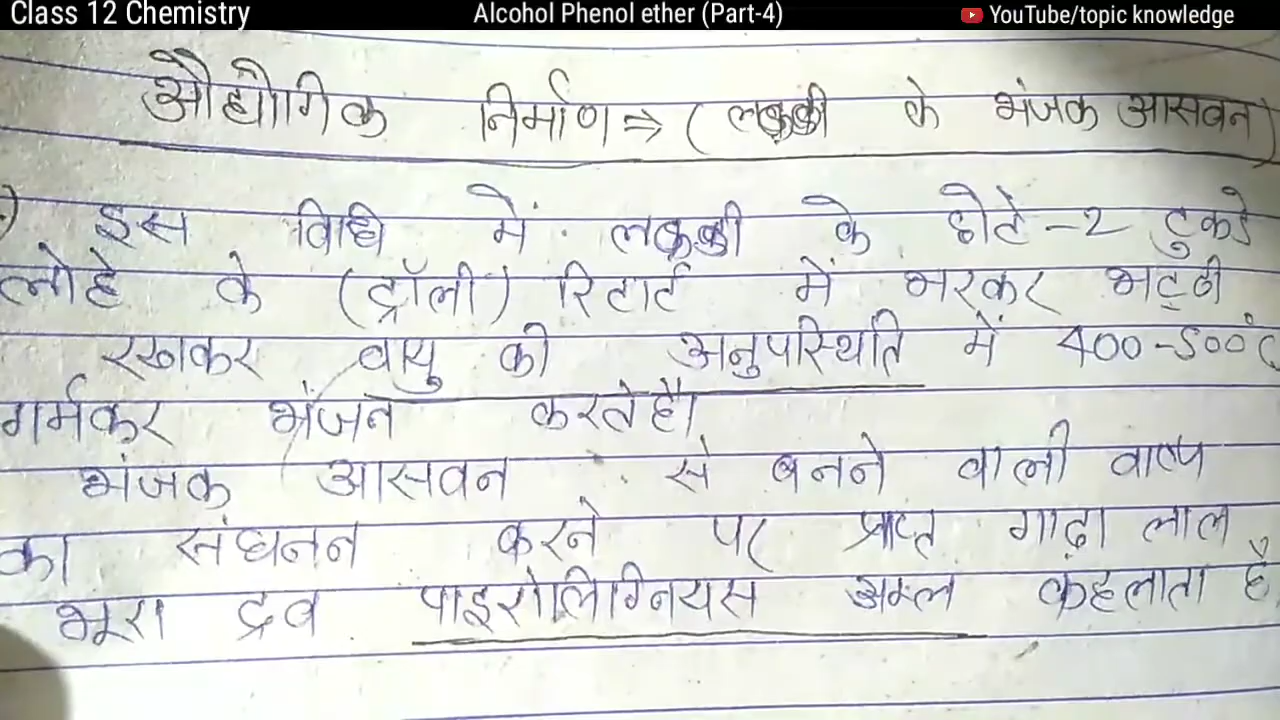 Class 12 Chemistry Alcohol Phenol ether (Part-4) YouTube/topic knowledge
औद्योगिक निर्माण ⇒ ( लकड़ी के भंजक आसवन)
इस विधि में लकड़ी के छोटे-2 टुकडे
लोहे के (ट्रॉली) रिटार्ट में भरकर भट्ठी
रखकर वायु की अनुपस्थिति में 400-500°C
गर्मकर भंजन करते है।
भंजक आसवन से बनने वाली वाष्प
का संघनन करने पर प्राप्त गाढ़ा लाल
भूरा द्रव पाइरोलिग्नियस अम्ल कहलाता है